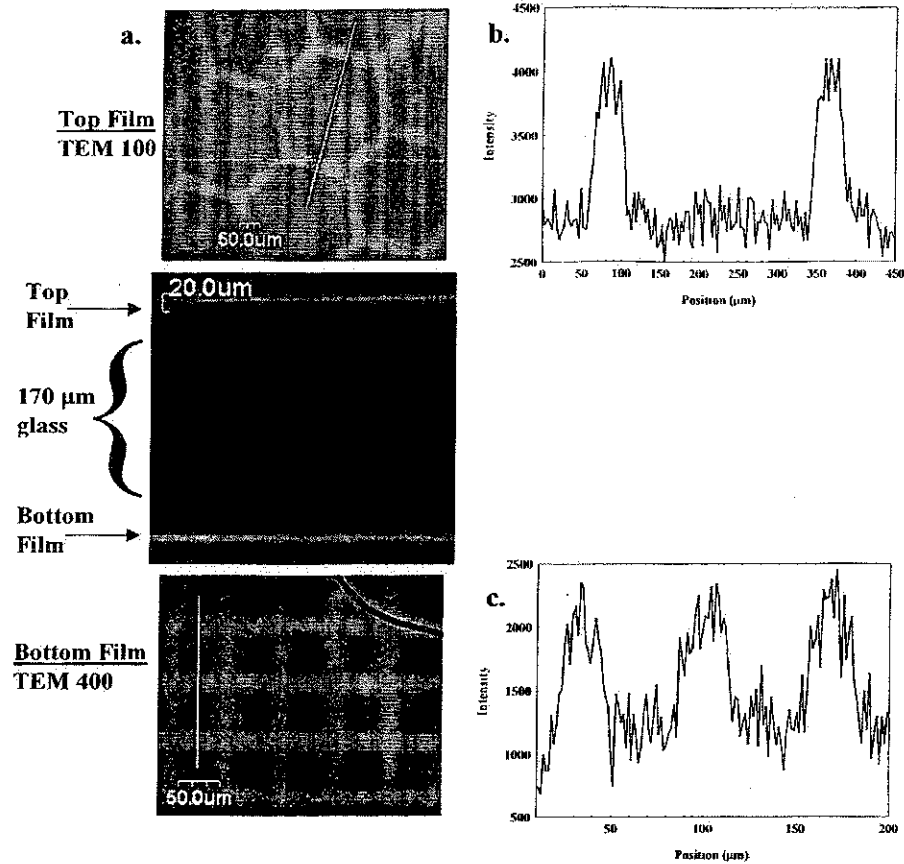 a.
Top Film
TEM 100
50.0um
b.
4500
4000
3500
3000
2500
Intensity
0 50 100 150 200 250 300 350 400 450
Position (µm)
Top
Film
20.0um
170 µm
glass
Bottom
Film
Bottom Film
TEM 400
50.0um
c.
2500
2000
1500
1000
500
Intensity
50 100 150 200
Position (µm)